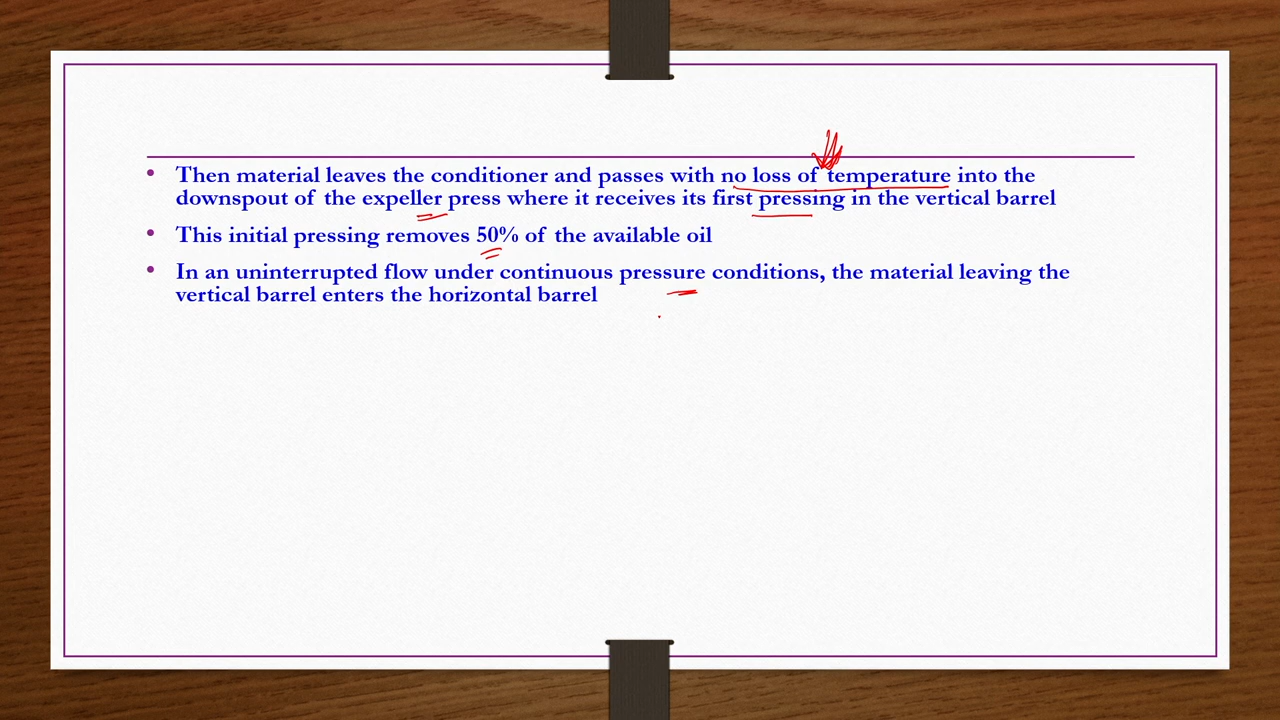 • Then material leaves the conditioner and passes with no loss of temperature into the
downspout of the expeller press where it receives its first pressing in the vertical barrel
• This initial pressing removes 50% of the available oil
• In an uninterrupted flow under continuous pressure conditions, the material leaving the
vertical barrel enters the horizontal barrel